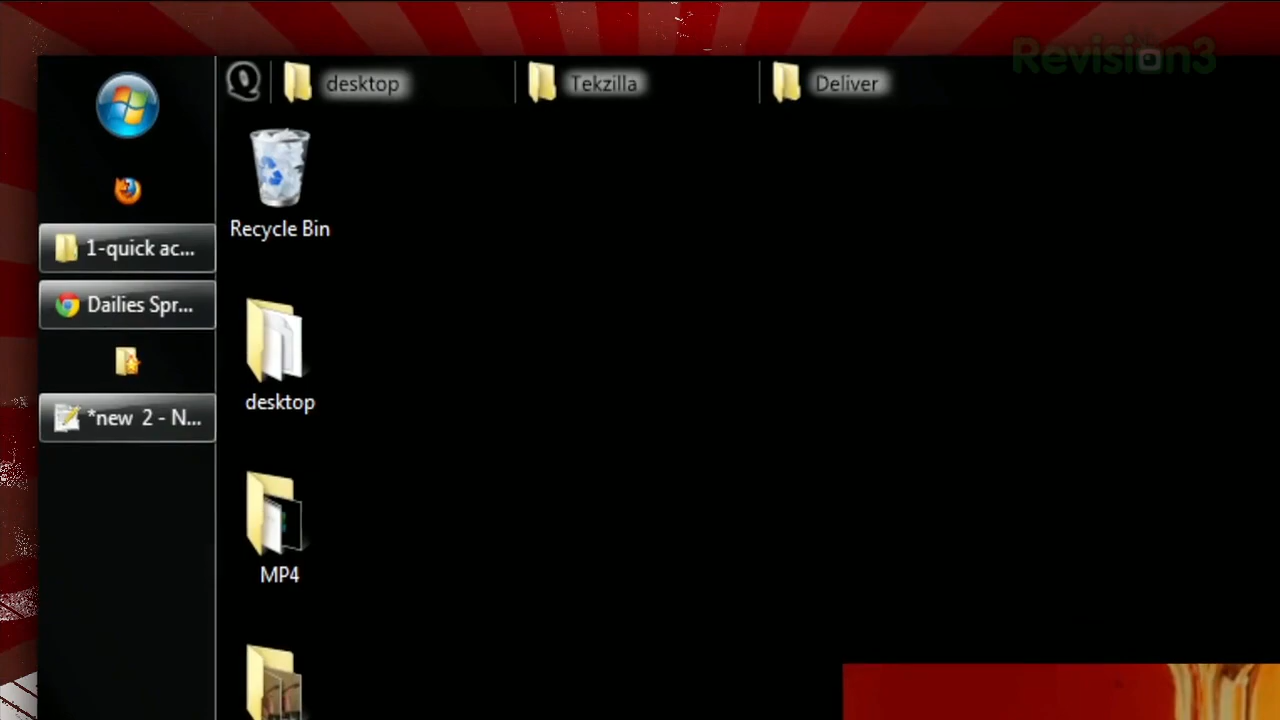 Revision3
desktop
Tekzilla
Deliver
Recycle Bin
1-quick ac...
Dailies Spr...
desktop
*new 2 - N...
MP4